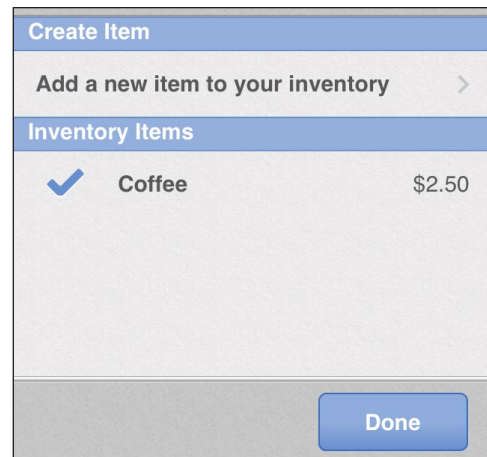 Create Item
Add a new item to your inventory
Inventory Items
Coffee $2.50
Done